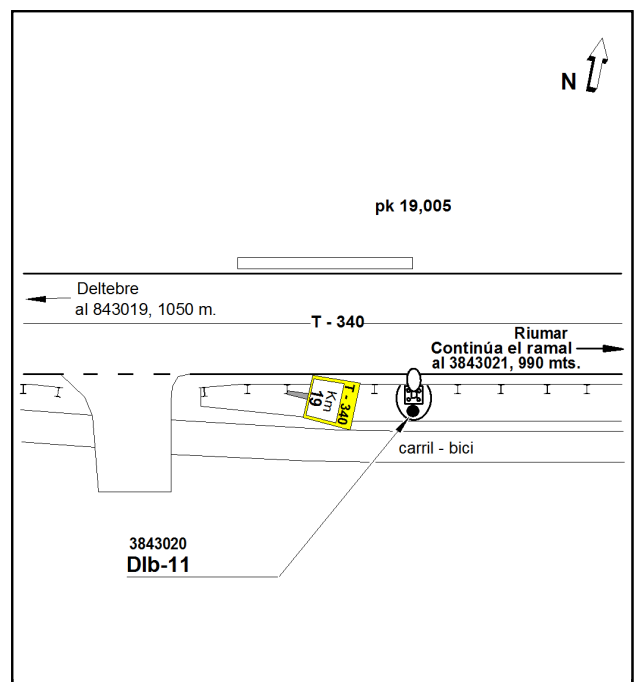 N
pk 19,005
Deltebre
al 843019, 1050 m.
T - 340
Riumar
Continúa el ramal
al 3843021, 990 mts.
T - 340
Km
19
carril - bici
3843020
Dlb-11